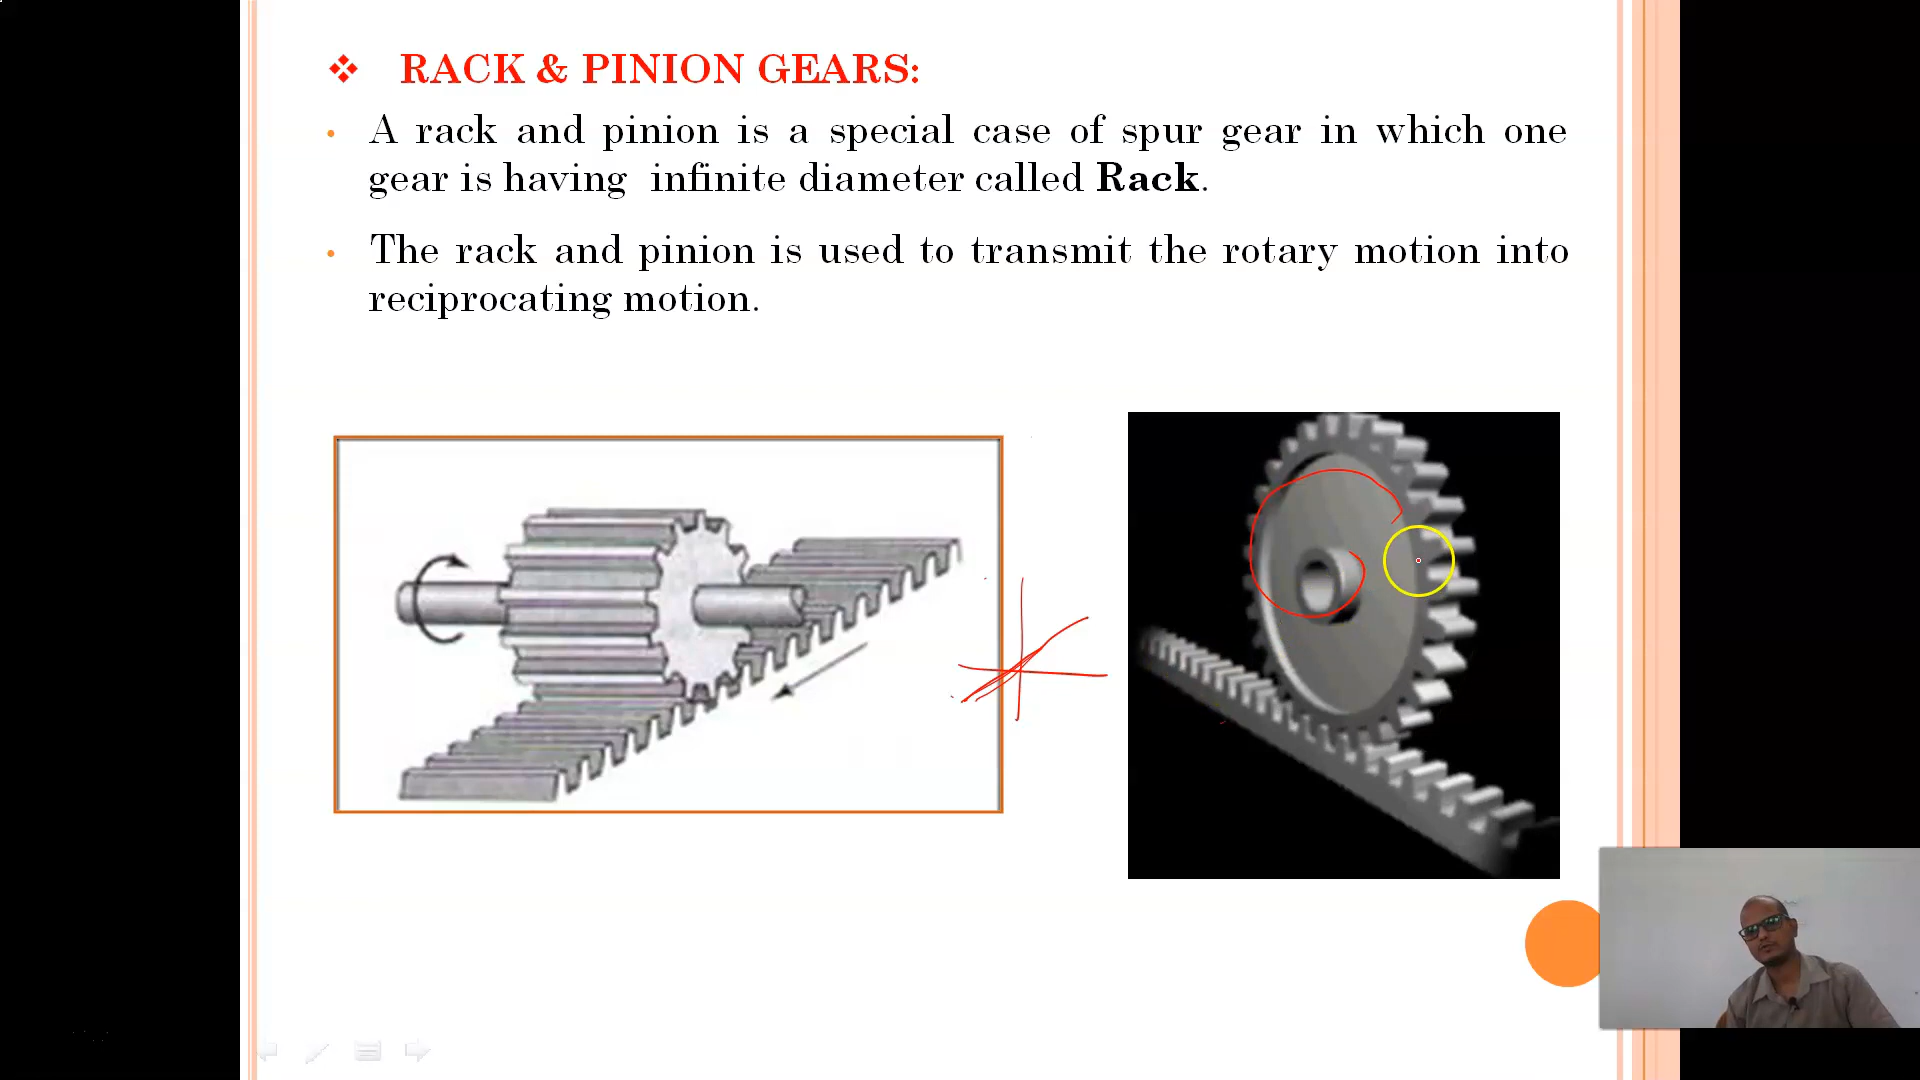 RACK & PINION GEARS:
A rack and pinion is a special case of spur gear in which one
gear is having infinite diameter called Rack.
The rack and pinion is used to transmit the rotary motion into
reciprocating motion.